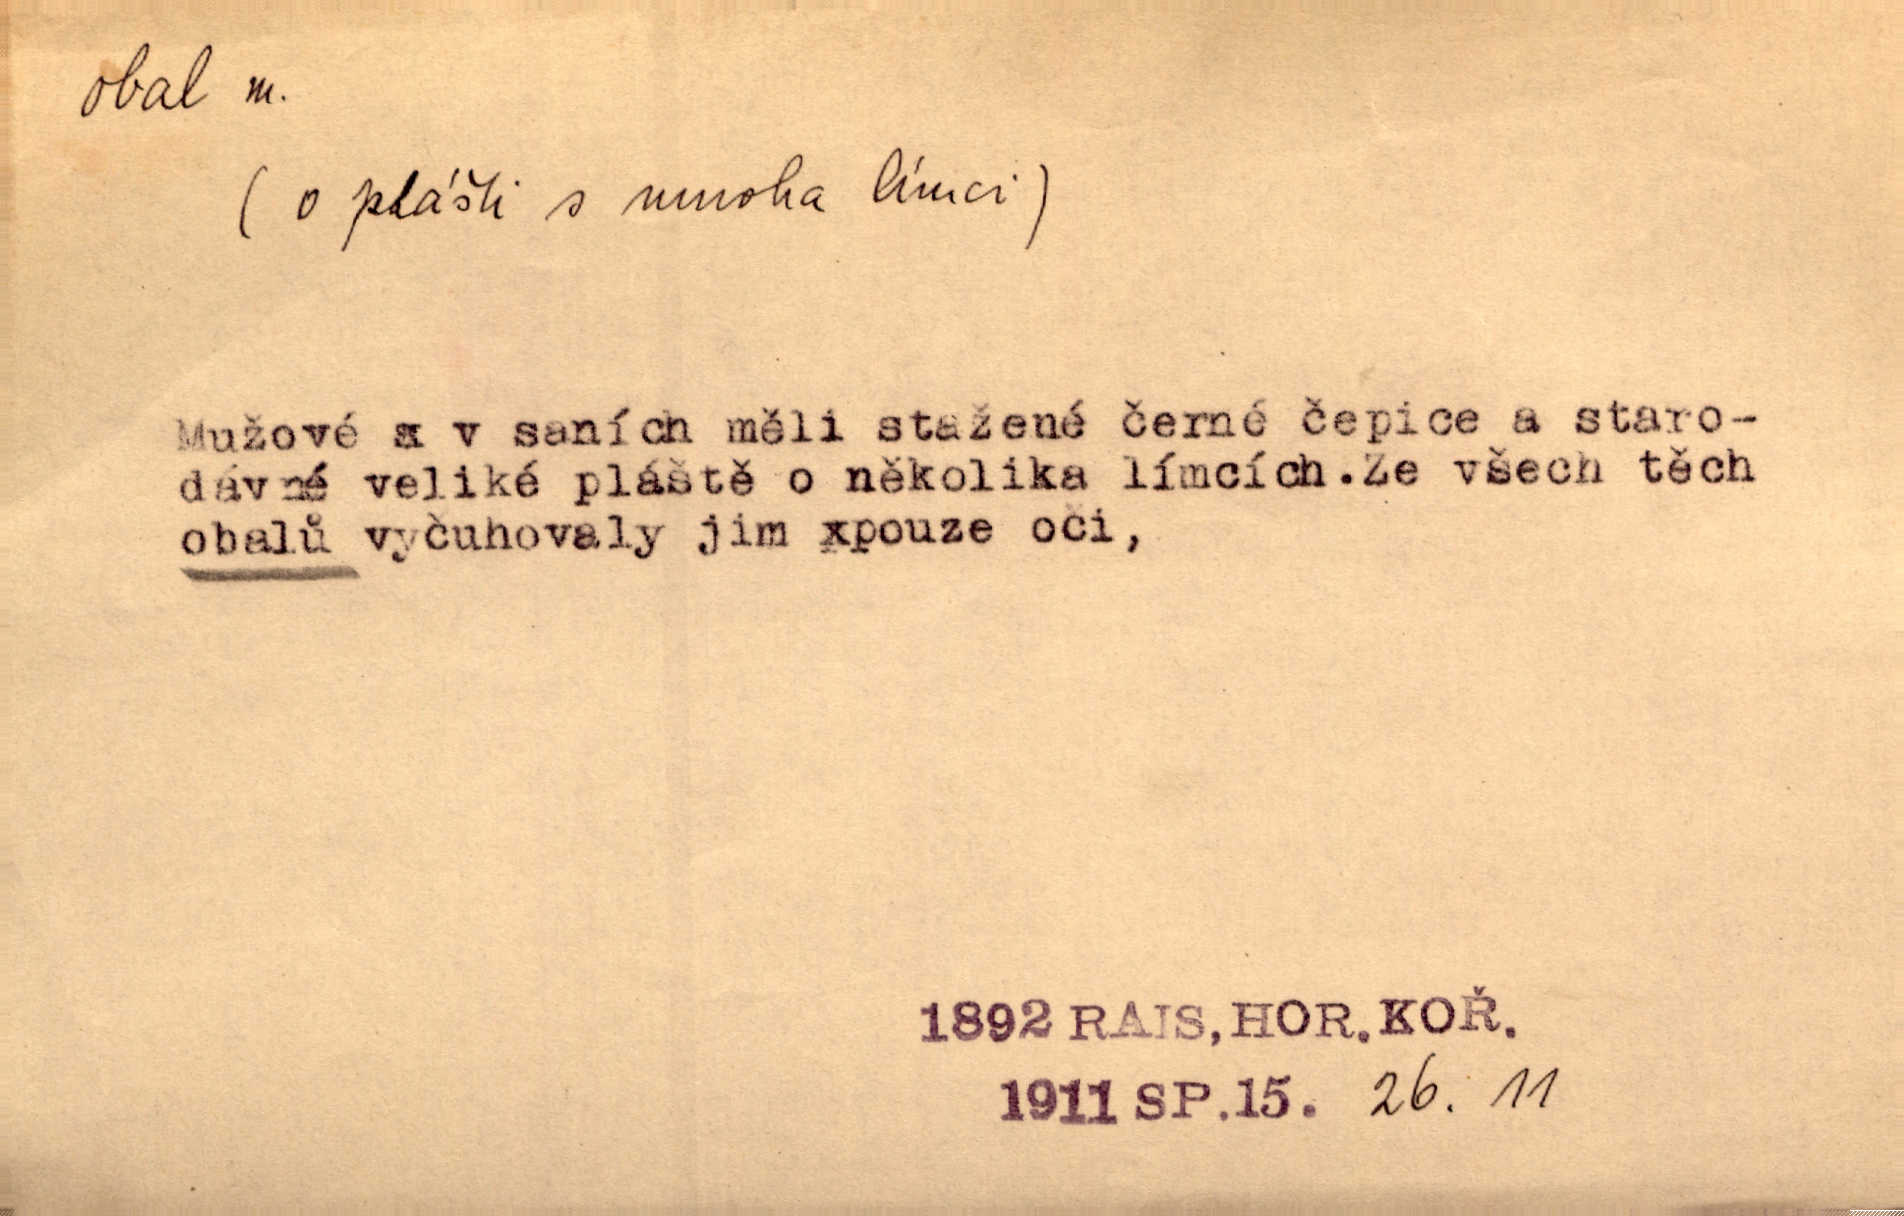 obal m.
( o plášti s mnoha límci )
Mužové a v saních měli stažené černé čepice a staro-
dávné veliké pláště o několika límcích.Ze všech těch
obalů vyčuhovaly jim xpouze oči,
1892 RAIS, HOR. KOŘ.
1911 SP. 15. 26. 11